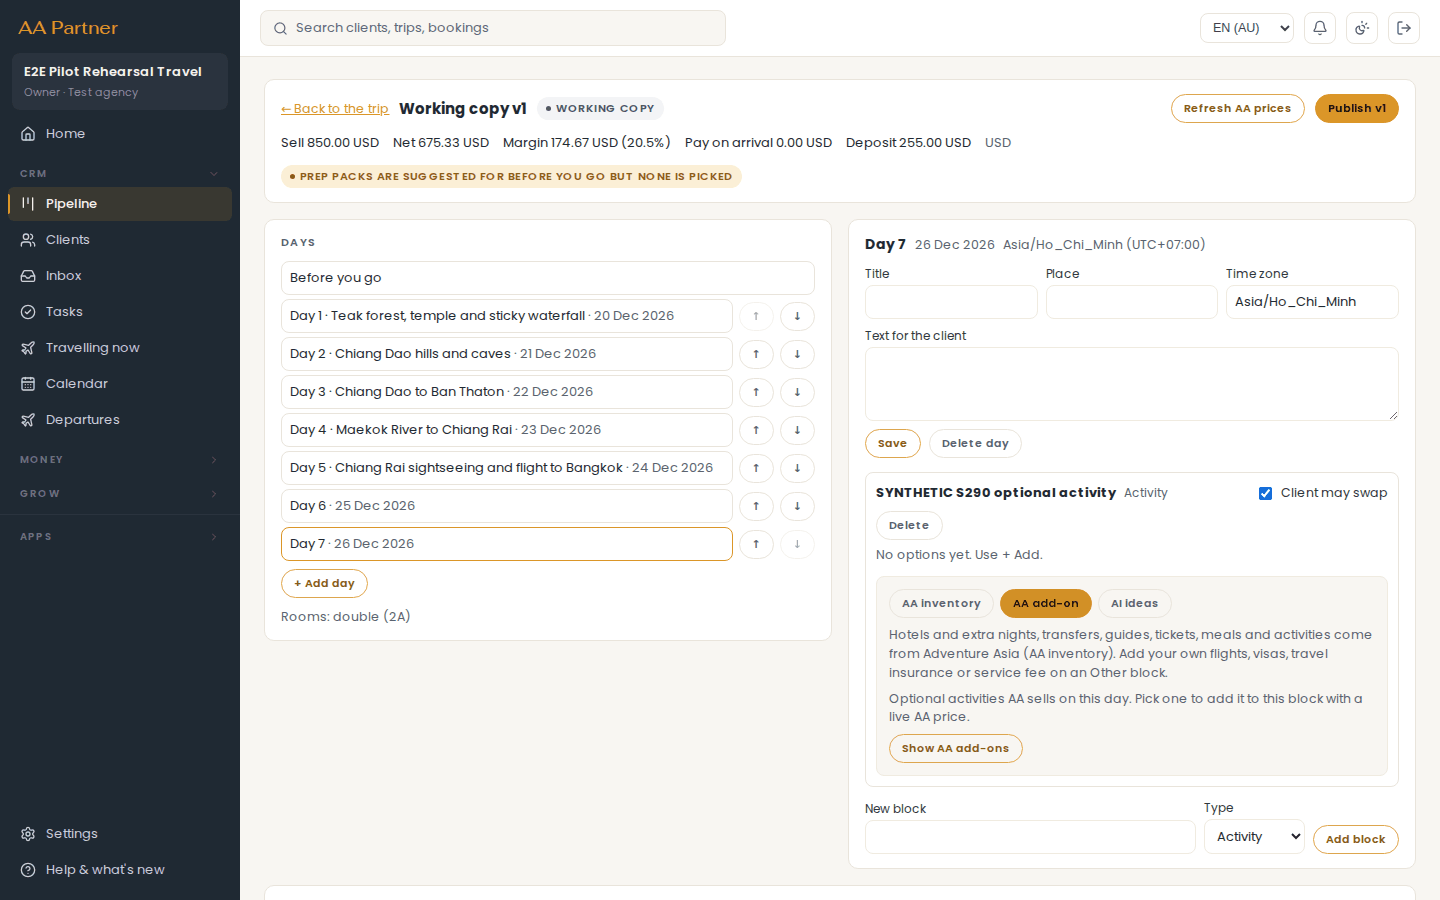 AA Partner
E2E Pilot Rehearsal Travel
Owner · Test agency
Home
CRM
Pipeline
Clients
Inbox
Tasks
Travelling now
Calendar
Departures
MONEY
GROW
APPS
Settings
Help & what's new
Search clients, trips, bookings
EN (AU)
← Back to the trip
Working copy v1
WORKING COPY
Refresh AA prices
Publish v1
Sell 850.00 USD Net 675.33 USD Margin 174.67 USD (20.5%) Pay on arrival 0.00 USD Deposit 255.00 USD USD
PREP PACKS ARE SUGGESTED FOR BEFORE YOU GO BUT NONE IS PICKED
DAYS
Before you go
Day 1 · Teak forest, temple and sticky waterfall · 20 Dec 2026 ↑ ↓
Day 2 · Chiang Dao hills and caves · 21 Dec 2026 ↑ ↓
Day 3 · Chiang Dao to Ban Thaton · 22 Dec 2026 ↑ ↓
Day 4 · Maekok River to Chiang Rai · 23 Dec 2026 ↑ ↓
Day 5 · Chiang Rai sightseeing and flight to Bangkok · 24 Dec 2026 ↑ ↓
Day 6 · 25 Dec 2026 ↑ ↓
Day 7 · 26 Dec 2026 ↑ ↓
+ Add day
Rooms: double (2A)
Day 7 26 Dec 2026 Asia/Ho_Chi_Minh (UTC+07:00)
Title Place Time zone
Asia/Ho_Chi_Minh
Text for the client
Save Delete day
SYNTHETIC S290 optional activity Activity Client may swap
Delete
No options yet. Use + Add.
AA inventory AA add-on AI ideas
Hotels and extra nights, transfers, guides, tickets, meals and activities come
from Adventure Asia (AA inventory). Add your own flights, visas, travel
insurance or service fee on an Other block.
Optional activities AA sells on this day. Pick one to add it to this block with a
live AA price.
Show AA add-ons
New block Type
Activity Add block